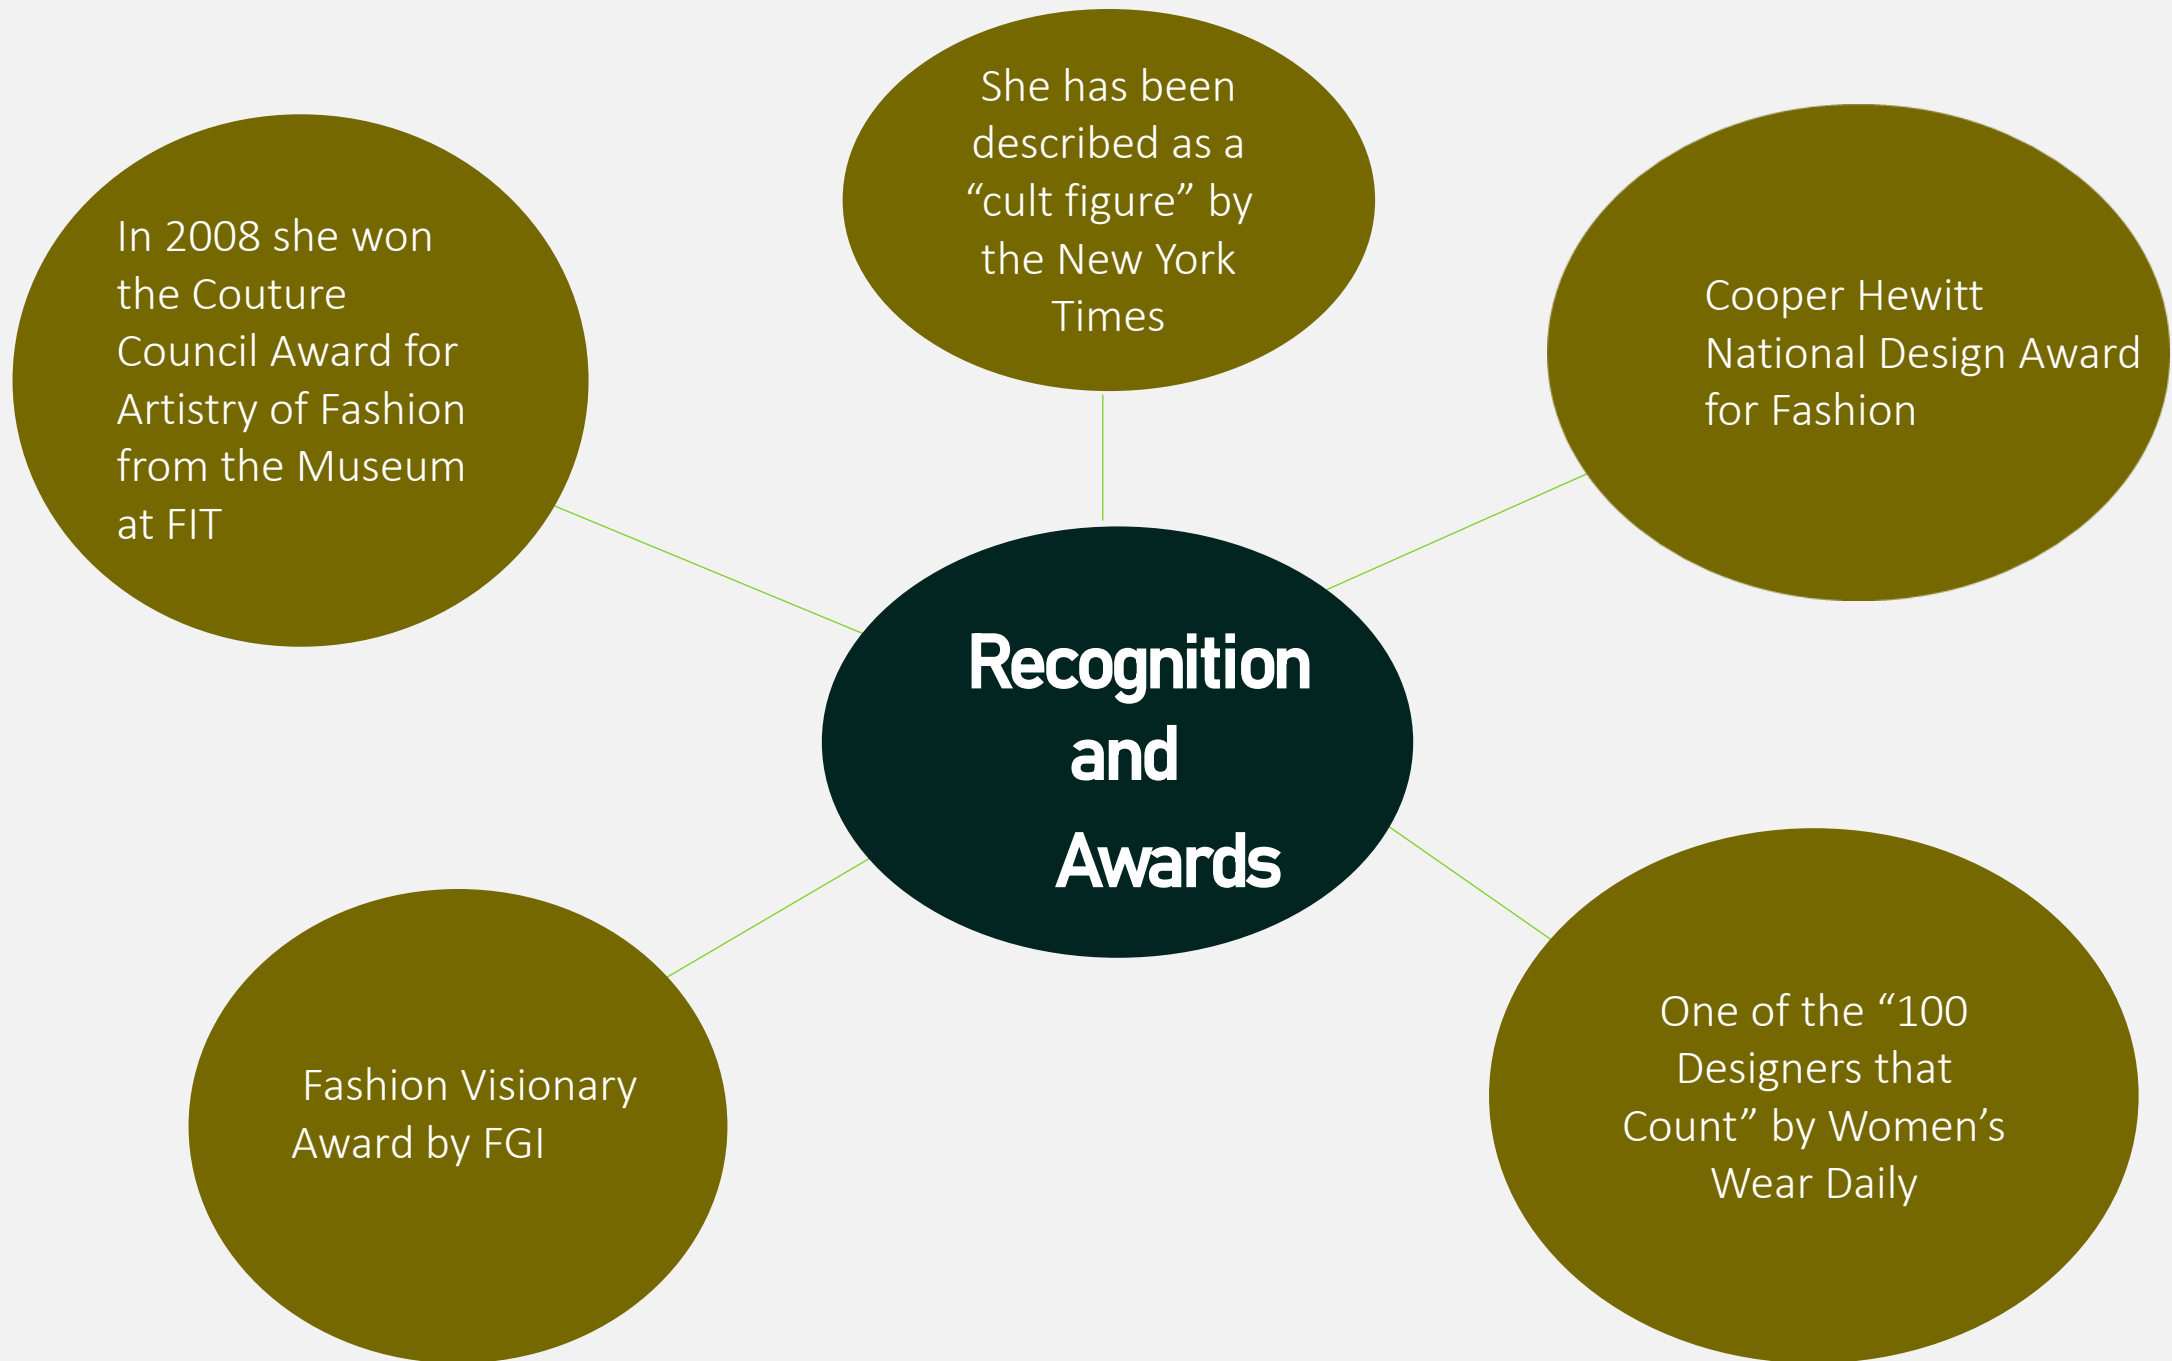 She has been
described as a
“cult figure” by
the New York
Times
In 2008 she won
the Couture
Council Award for
Artistry of Fashion
from the Museum
at FIT
Cooper Hewitt
National Design Award
for Fashion
Recognition
and
Awards
Fashion Visionary
Award by FGI
One of the “100
Designers that
Count” by Women’s
Wear Daily